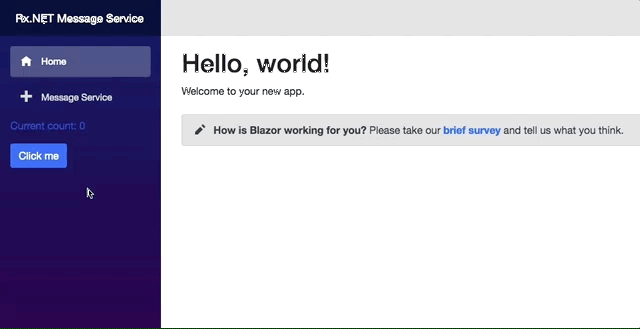 Rx.NET Message Service
Home
Message Service
Current count: 0
Click me
Hello, world!
Welcome to your new app.
How is Blazor working for you? Please take our brief survey and tell us what you think.